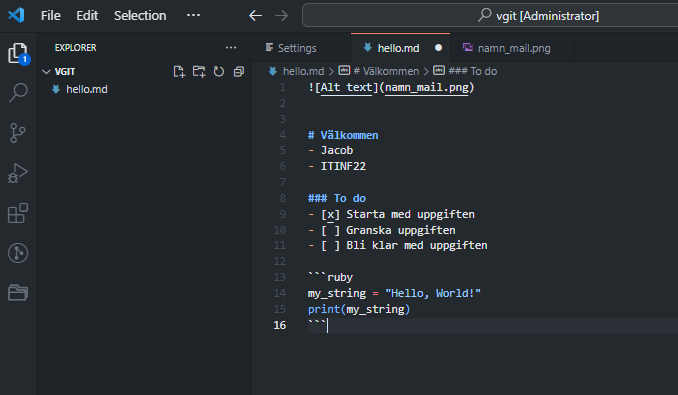 File Edit Selection ··· vgit [Administrator]
EXPLORER ···
Settings hello.md namn_mail.png
VGIT
hello.md
1
hello.md > # Välkommen > ### To do
1 ![Alt text](namn_mail.png)
2
3
4 # Välkommen
5 - Jacob
6 - ITINF22
7
8 ### To do
9 - [x] Starta med uppgiften
10 - [ ] Granska uppgiften
11 - [ ] Bli klar med uppgiften
12
13 ```ruby
14 my_string = "Hello, World!"
15 print(my_string)
16 ```